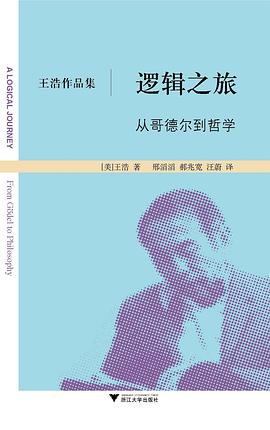 王浩作品集
逻辑之旅
从哥德尔到哲学
[美]王浩 著 邢滔滔 郝兆宽 汪蔚 译
A LOGICAL JOURNEY
From Gödel to Philosophy
浙江大学出版社